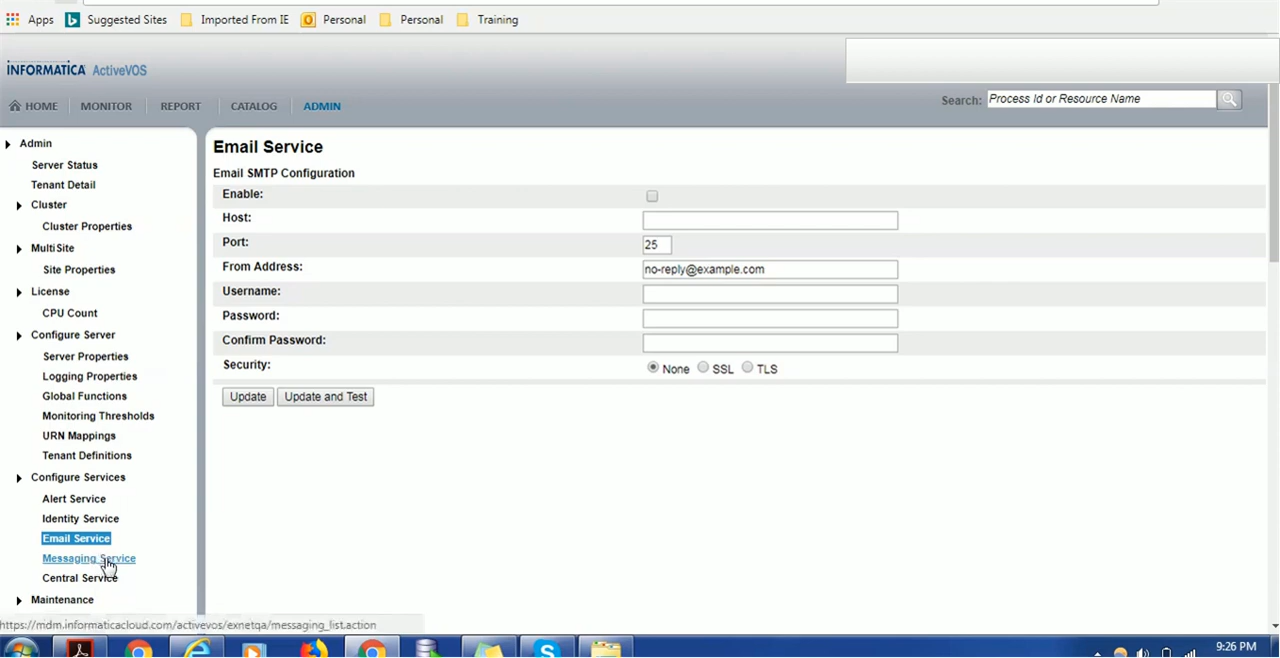 Apps Suggested Sites Imported From IE Personal Personal Training
INFORMATICA ActiveVOS
HOME MONITOR REPORT CATALOG ADMIN
Search: Process Id or Resource Name
Admin
Server Status
Tenant Detail
Cluster
Cluster Properties
MultiSite
Site Properties
License
CPU Count
Configure Server
Server Properties
Logging Properties
Global Functions
Monitoring Thresholds
URN Mappings
Tenant Definitions
Configure Services
Alert Service
Identity Service
Email Service
Messaging Service
Central Service
Maintenance
Email Service
Email SMTP Configuration
Enable:
Host:
Port: 25
From Address: no-reply@example.com
Username:
Password:
Confirm Password:
Security: None SSL TLS
Update Update and Test
https://mdm.informaticacloud.com/activevos/exnetqa/messaging_list.action
9:26 PM